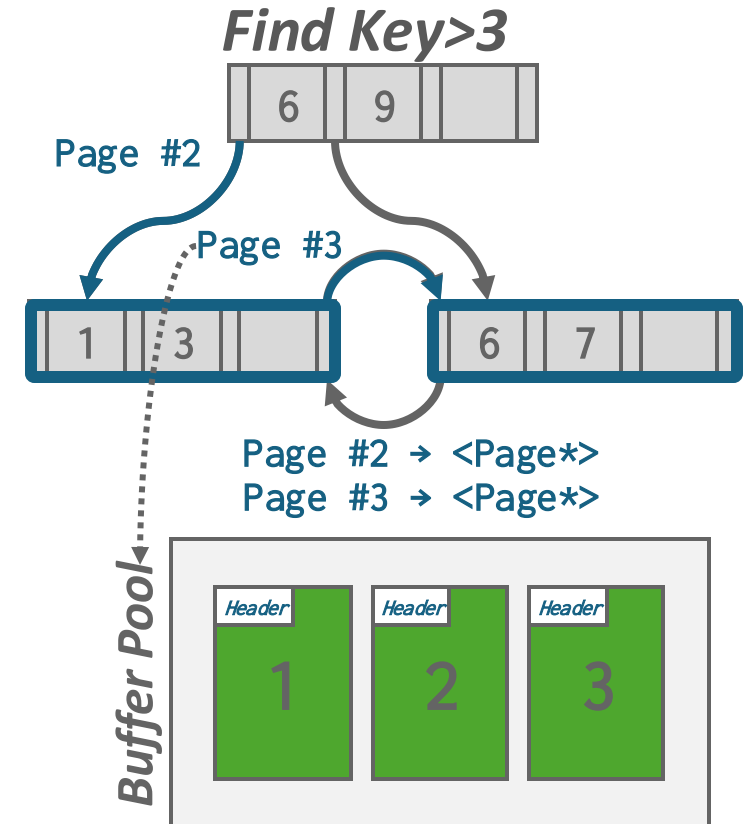 Find Key>3
6 9
Page #2
Page #3
1 3
6 7
Page #2 → <Page*>
Page #3 → <Page*>
Buffer Pool
Header Header Header
1 2 3